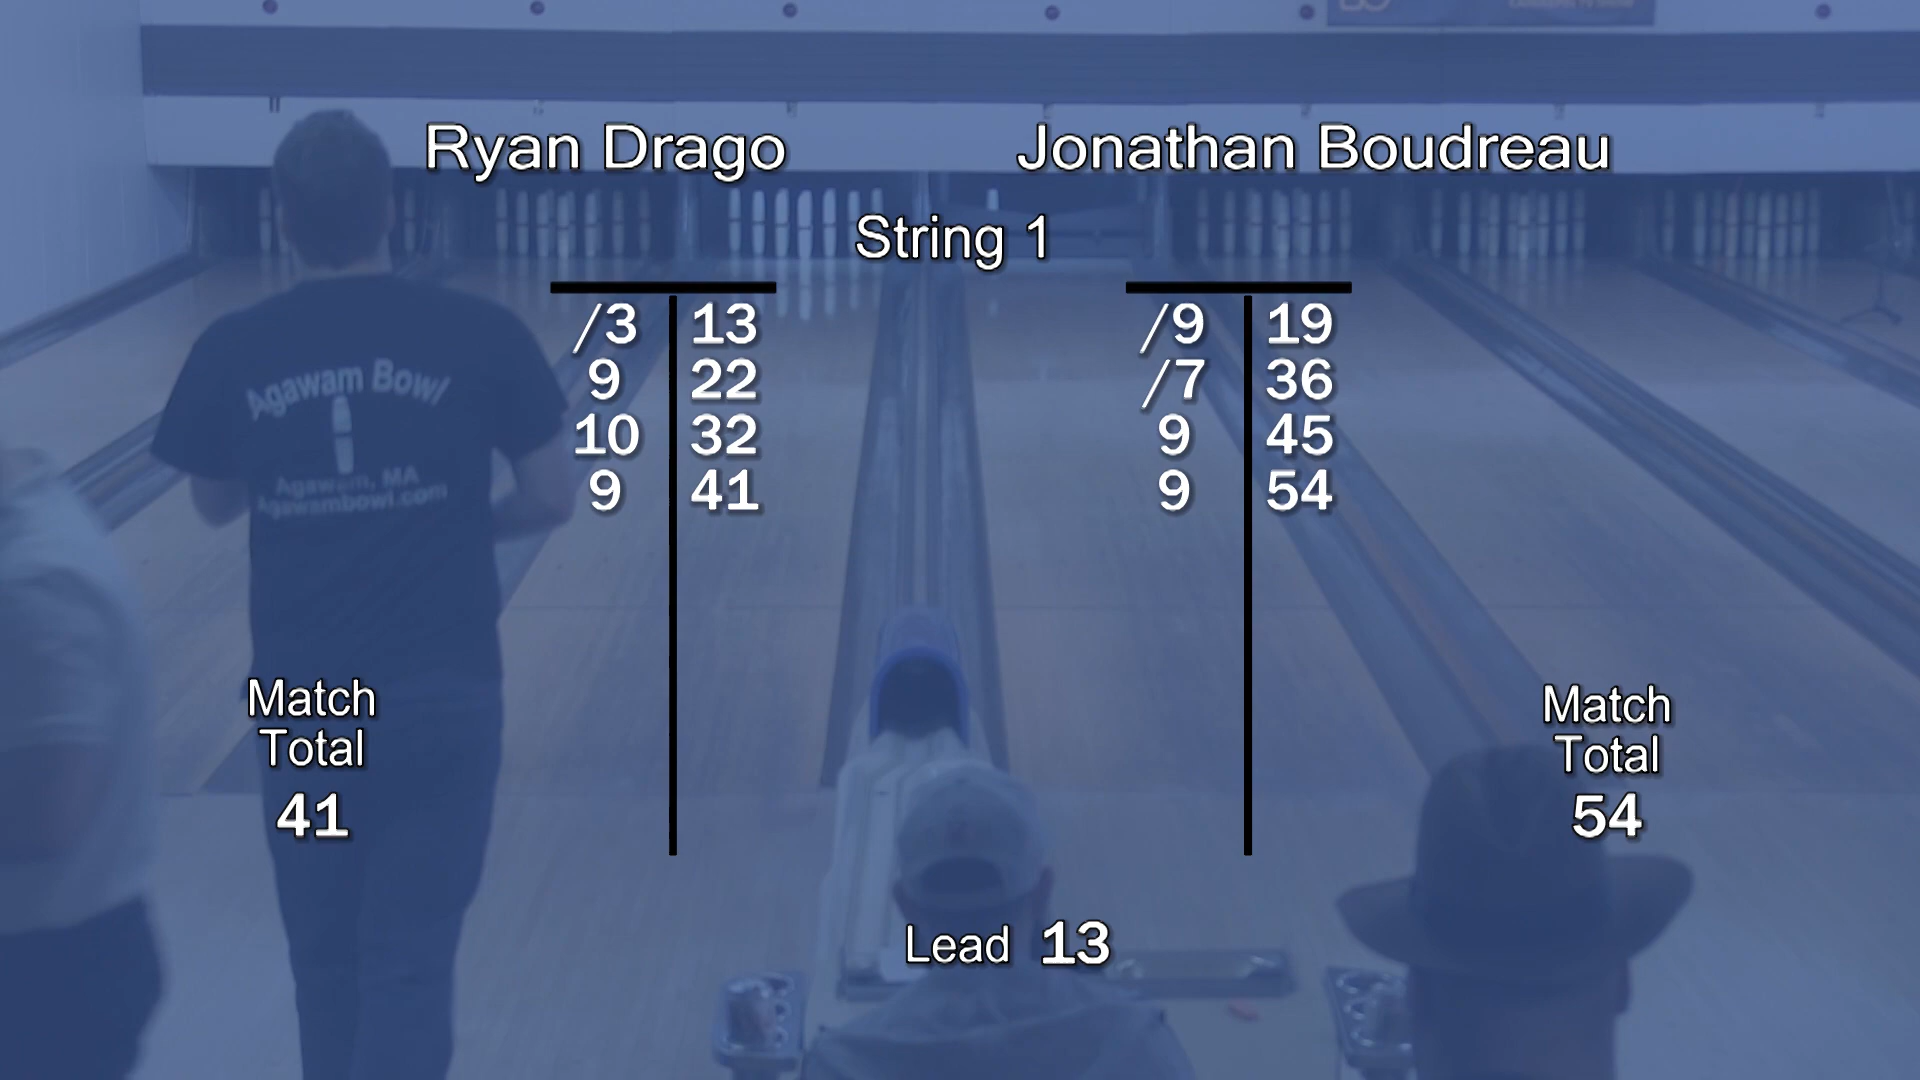 Ryan Drago
Jonathan Boudreau
String 1
/3 13
9 22
10 32
9 41
/9 19
/7 36
9 45
9 54
Match
Total
41
Match
Total
54
Lead 13
Agawam Bowl
Agawam, MA
Agawambowl.com